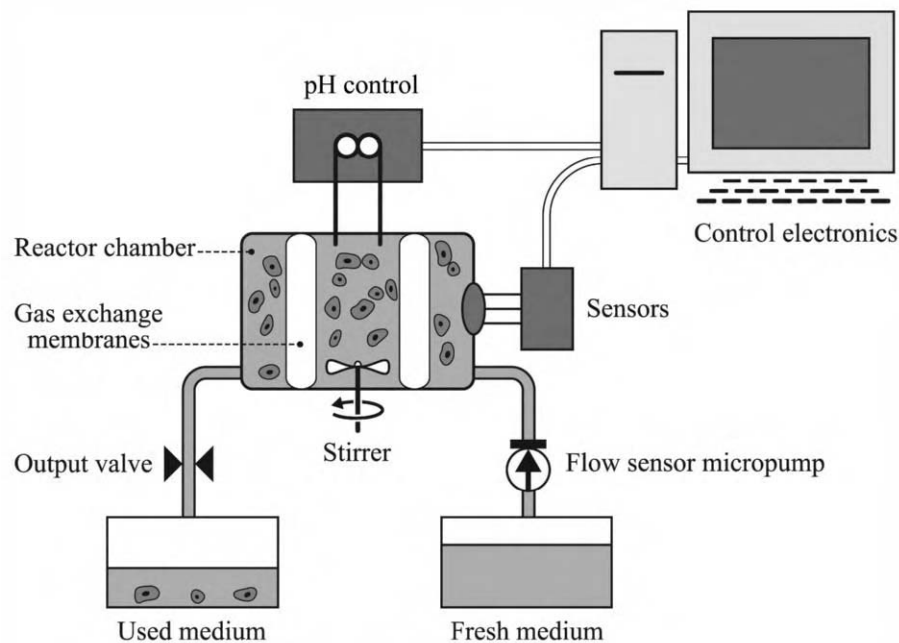 pH control
Control electronics
Reactor chamber
Gas exchange
membranes
Sensors
Stirrer
Output valve
Flow sensor micropump
Used medium
Fresh medium